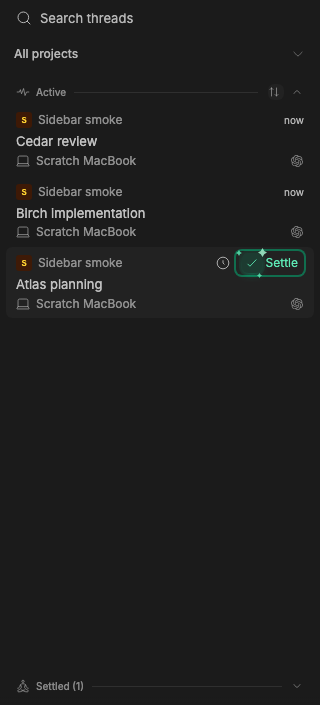 Search threads
All projects
Active
S Sidebar smoke now
Cedar review
Scratch MacBook
S Sidebar smoke now
Birch implementation
Scratch MacBook
S Sidebar smoke Settle
Atlas planning
Scratch MacBook
Settled (1)